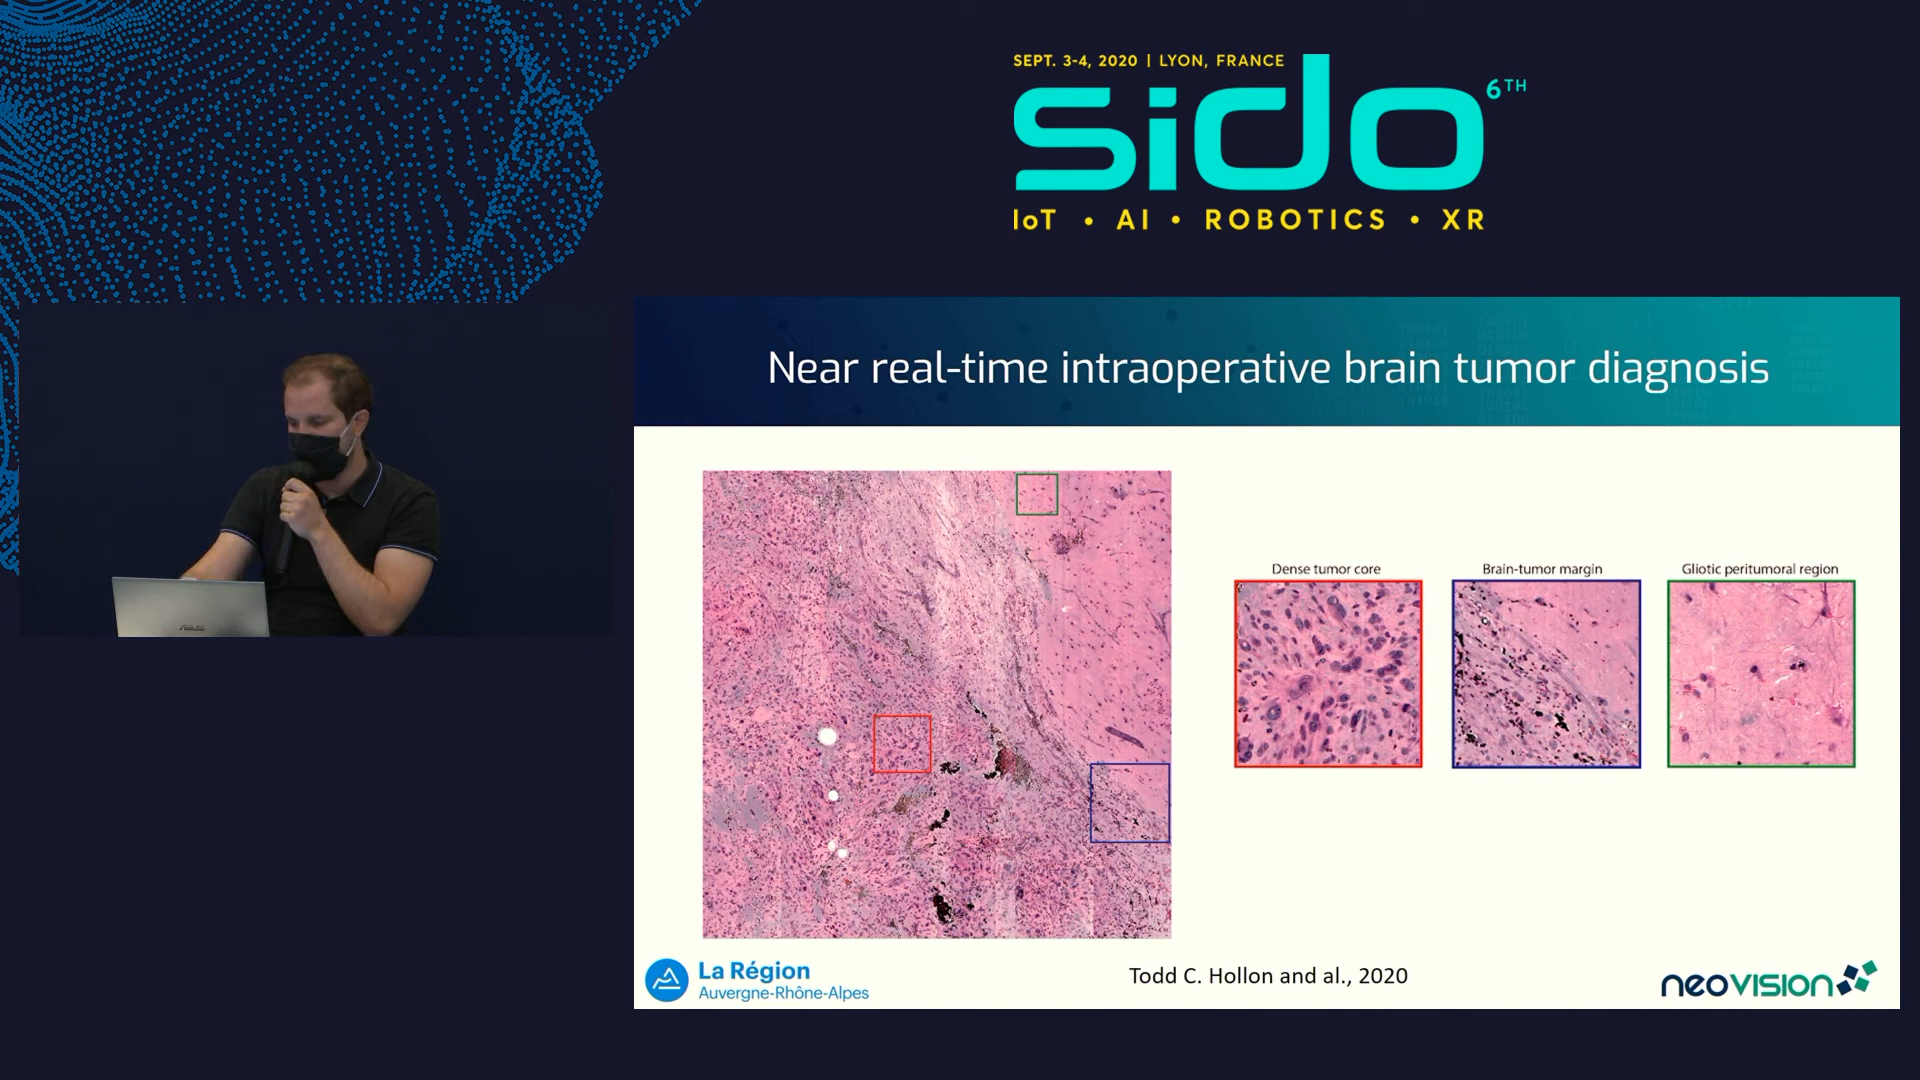 SEPT. 3-4, 2020 | LYON, FRANCE
sido 6TH
IoT • AI • ROBOTICS • XR
Near real-time intraoperative brain tumor diagnosis
Dense tumor core
Brain-tumor margin
Gliotic peritumoral region
ASUS
La Région
Auvergne-Rhône-Alpes
Todd C. Hollon and al., 2020
neovision